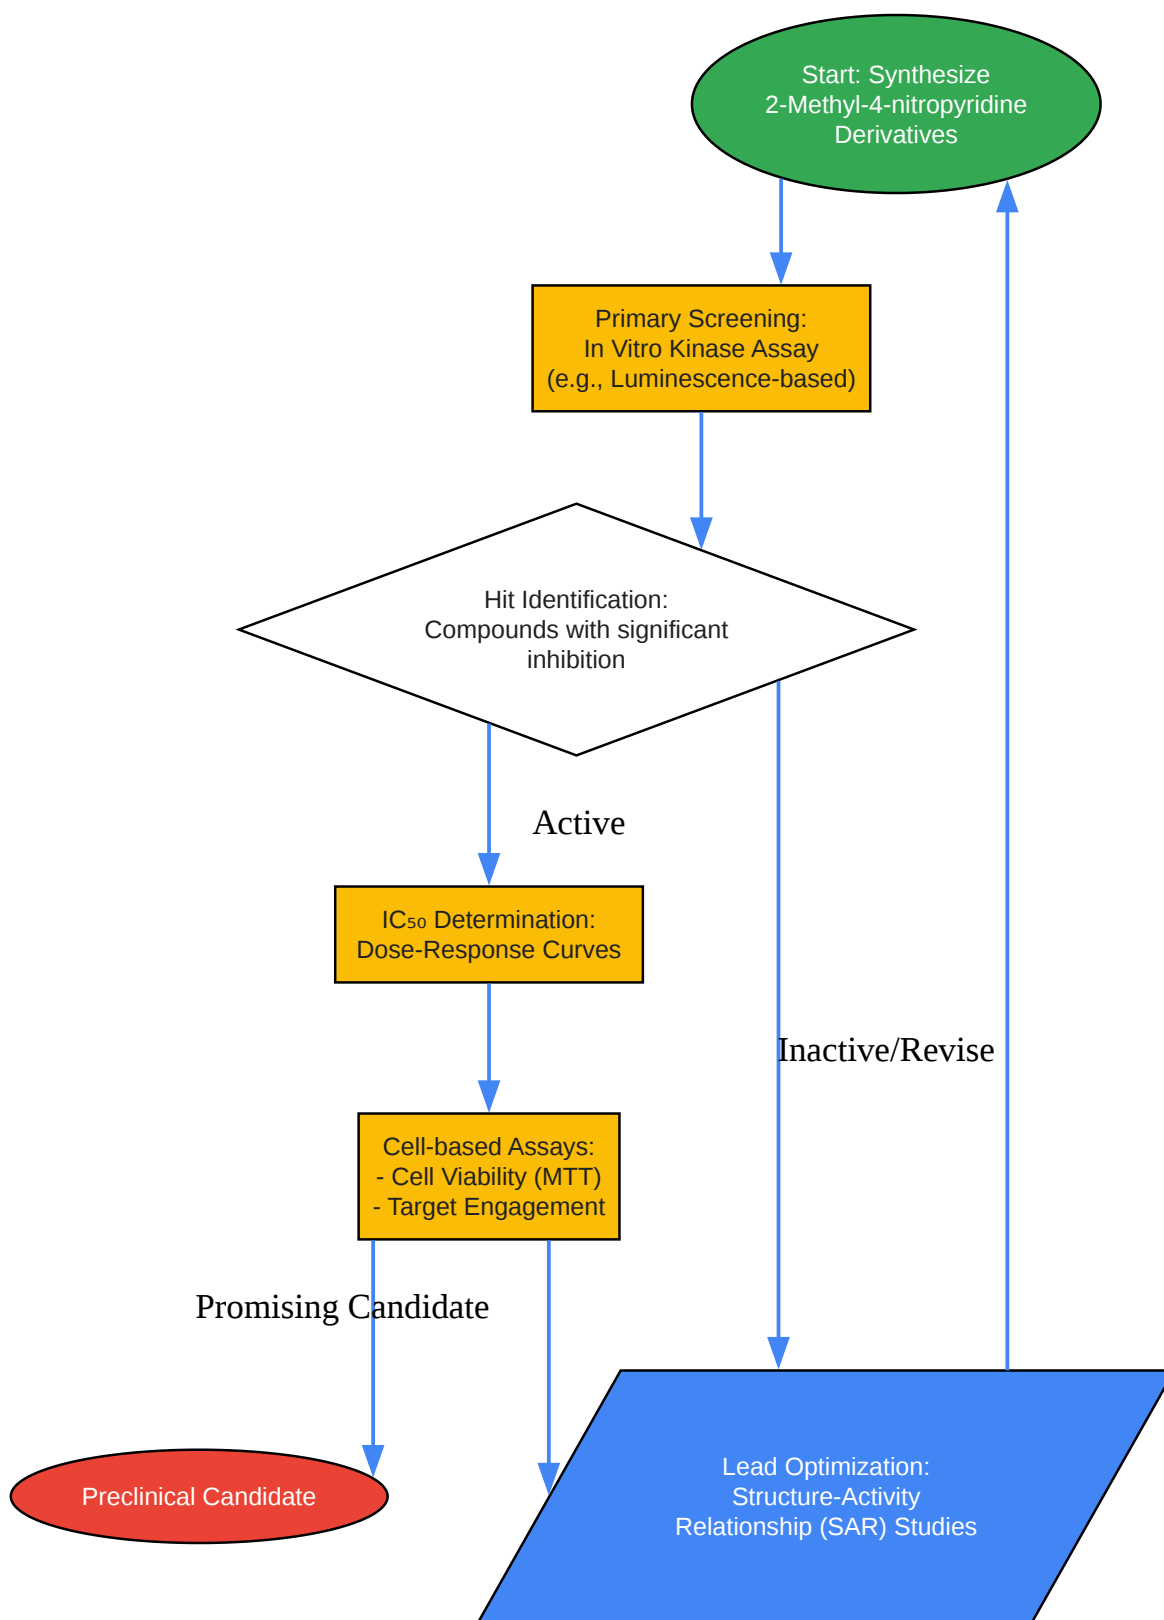 Start: Synthesize
2-Methyl-4-nitropyridine
Derivatives
Primary Screening:
In Vitro Kinase Assay
(e.g., Luminescence-based)
Hit Identification:
Compounds with significant
inhibition
Active
IC₅₀ Determination:
Dose-Response Curves
Inactive/Revise
Cell-based Assays:
- Cell Viability (MTT)
- Target Engagement
Promising Candidate
Preclinical Candidate
Lead Optimization:
Structure-Activity
Relationship (SAR) Studies